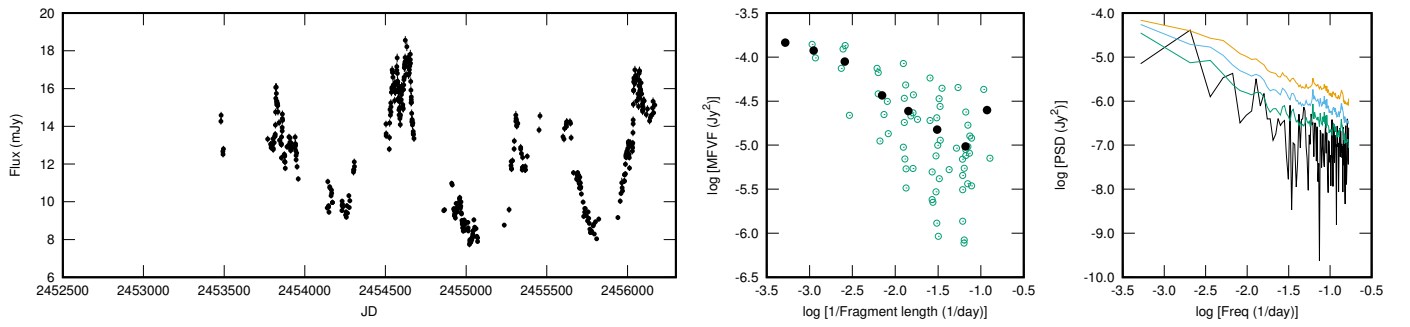 20
18
16
14
12
10
8
6
Flux (mJy)
2452500 2453000 2453500 2454000 2454500 2455000 2455500 2456000
JD
-3.5
-4.0
-4.5
-5.0
-5.5
-6.0
-6.5
log [MFVF (Jy²)]
-3.5 -3.0 -2.5 -2.0 -1.5 -1.0 -0.5
log [1/Fragment length (1/day)]
-4.0
-5.0
-6.0
-7.0
-8.0
-9.0
-10.0
log [PSD (Jy²)]
-3.5 -3.0 -2.5 -2.0 -1.5 -1.0 -0.5
log [Freq (1/day)]